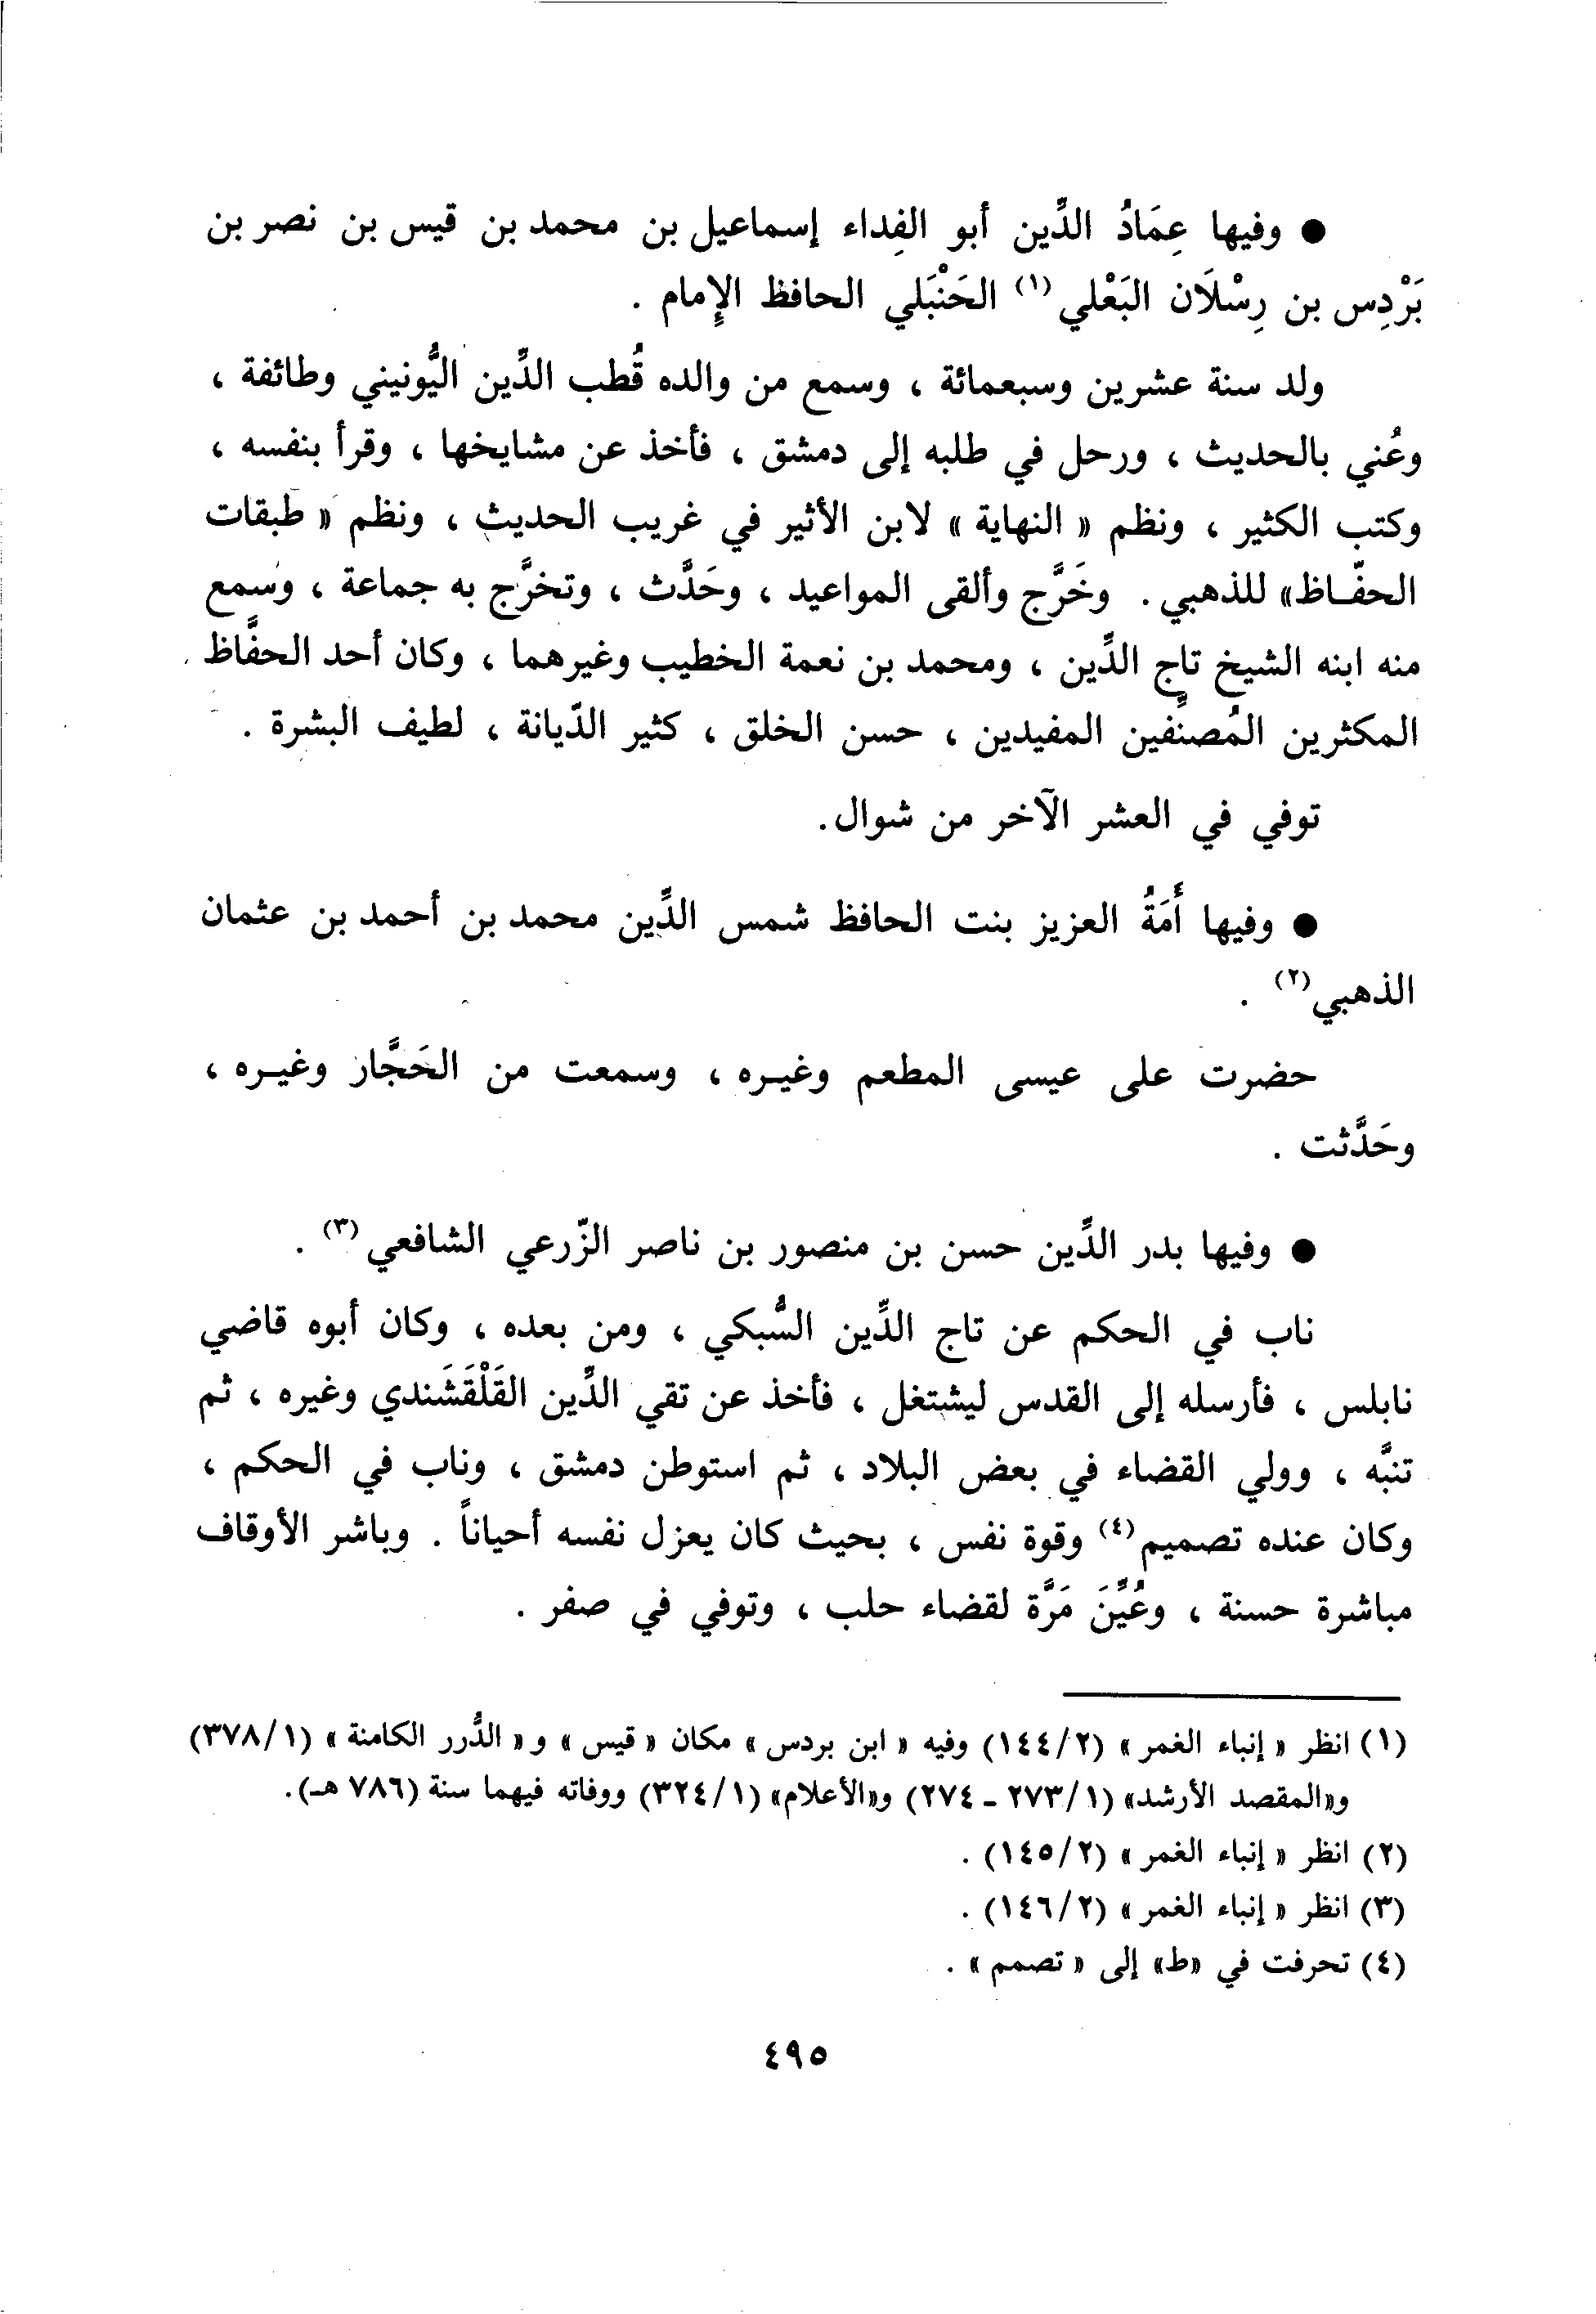 ● وفيها عِمَادُ الدِّين أبو الفِداء إسماعيل بن محمد بن قيس بن نصر بن
بَرْدِس بن رِسْلَان البَعْلي (١) الحَنْبَلي الحافظ الإِمام .
ولد سنة عشرين وسبعمائة ، وسمع من والده قُطب الدِّين اليُّونيني وطائفة ،
وعُني بالحديث ، ورحل في طلبه إلى دمشق ، فأخذ عن مشايخها ، وقرأ بنفسه ،
وكتب الكثير ، ونظم « النهاية » لابن الأثير في غريب الحديث ، ونظم « طبقات
الحفّـاظ» للذهبي . وخَرَّج وألقى المواعيد ، وحَدَّث ، وتخرَّج به جماعة ، وسمع
منه ابنه الشيخ تاج الدِّين ، ومحمد بن نعمة الخطيب وغيرهما ، وكان أحد الحفَّاظ
المكثرين المُصنِّفين المفيدين ، حسن الخلق ، كثير الدّيانة ، لطيف البشرة .
توفي في العشر الآخر من شوال.
● وفيها أَمَةُ العزيز بنت الحافظ شمس الدِّين محمد بن أحمد بن عثمان
الذهبي (٢) .
حضرت على عيسى المطعم وغيـره ، وسمعت من الحَجَّار وغيـره ،
وحَدَّثت .
● وفيها بدر الدِّين حسن بن منصور بن ناصر الزّرعي الشافعي (٣) .
ناب في الحكم عن تاج الدِّين السُّبكي ، ومن بعده ، وكان أبوه قاضي
نابلس ، فأرسله إلى القدس ليشتغل ، فأخذ عن تقي الدِّين القَلْقَشَندي وغيره ، ثم
تنبَّه ، وولي القضاء في بعض البلاد ، ثم استوطن دمشق ، وناب في الحكم ،
وكان عنده تصميم (٤) وقوة نفس ، بحيث كان يعزل نفسه أحياناً . وباشر الأوقاف
مباشرة حسنة ، وعُيِّنَ مَرَّة لقضاء حلب ، وتوفي في صفر .
(١) انظر « إنباء الغمر » (٢/ ١٤٤) وفيه « ابن بردس » مكان « قيس » و « الدُّرر الكامنة » (١/ ٣٧٨)
و«المقصد الأرشد» (١/ ٢٧٣ ـ ٢٧٤) و«الأعلام» (١/ ٣٢٤) ووفاته فيهما سنة (٧٨٦ هـ).
(٢) انظر « إنباء الغمر » (٢/ ١٤٥) .
(٣) انظر « إنباء الغمر » (٢/ ١٤٦) .
(٤) تحرفت في «ط» إلى « تصمم » .
٤٩٥